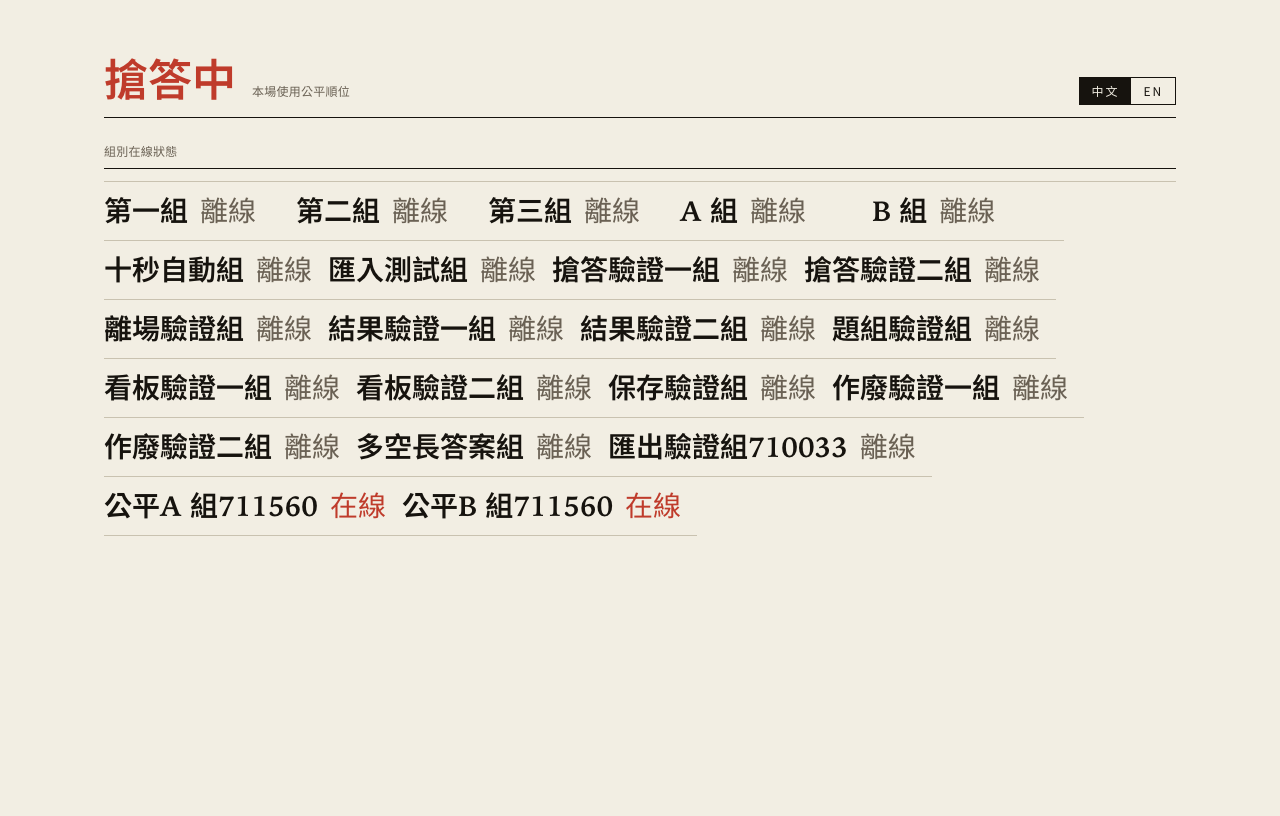 搶答中 本場使用公平順位 中文 EN
組別在線狀態
第一組 離線 第二組 離線 第三組 離線 A 組 離線 B 組 離線
十秒自動組 離線 匯入測試組 離線 搶答驗證一組 離線 搶答驗證二組 離線
離場驗證組 離線 結果驗證一組 離線 結果驗證二組 離線 題組驗證組 離線
看板驗證一組 離線 看板驗證二組 離線 保存驗證組 離線 作廢驗證一組 離線
作廢驗證二組 離線 多空長答案組 離線 匯出驗證組710033 離線
公平A 組711560 在線 公平B 組711560 在線